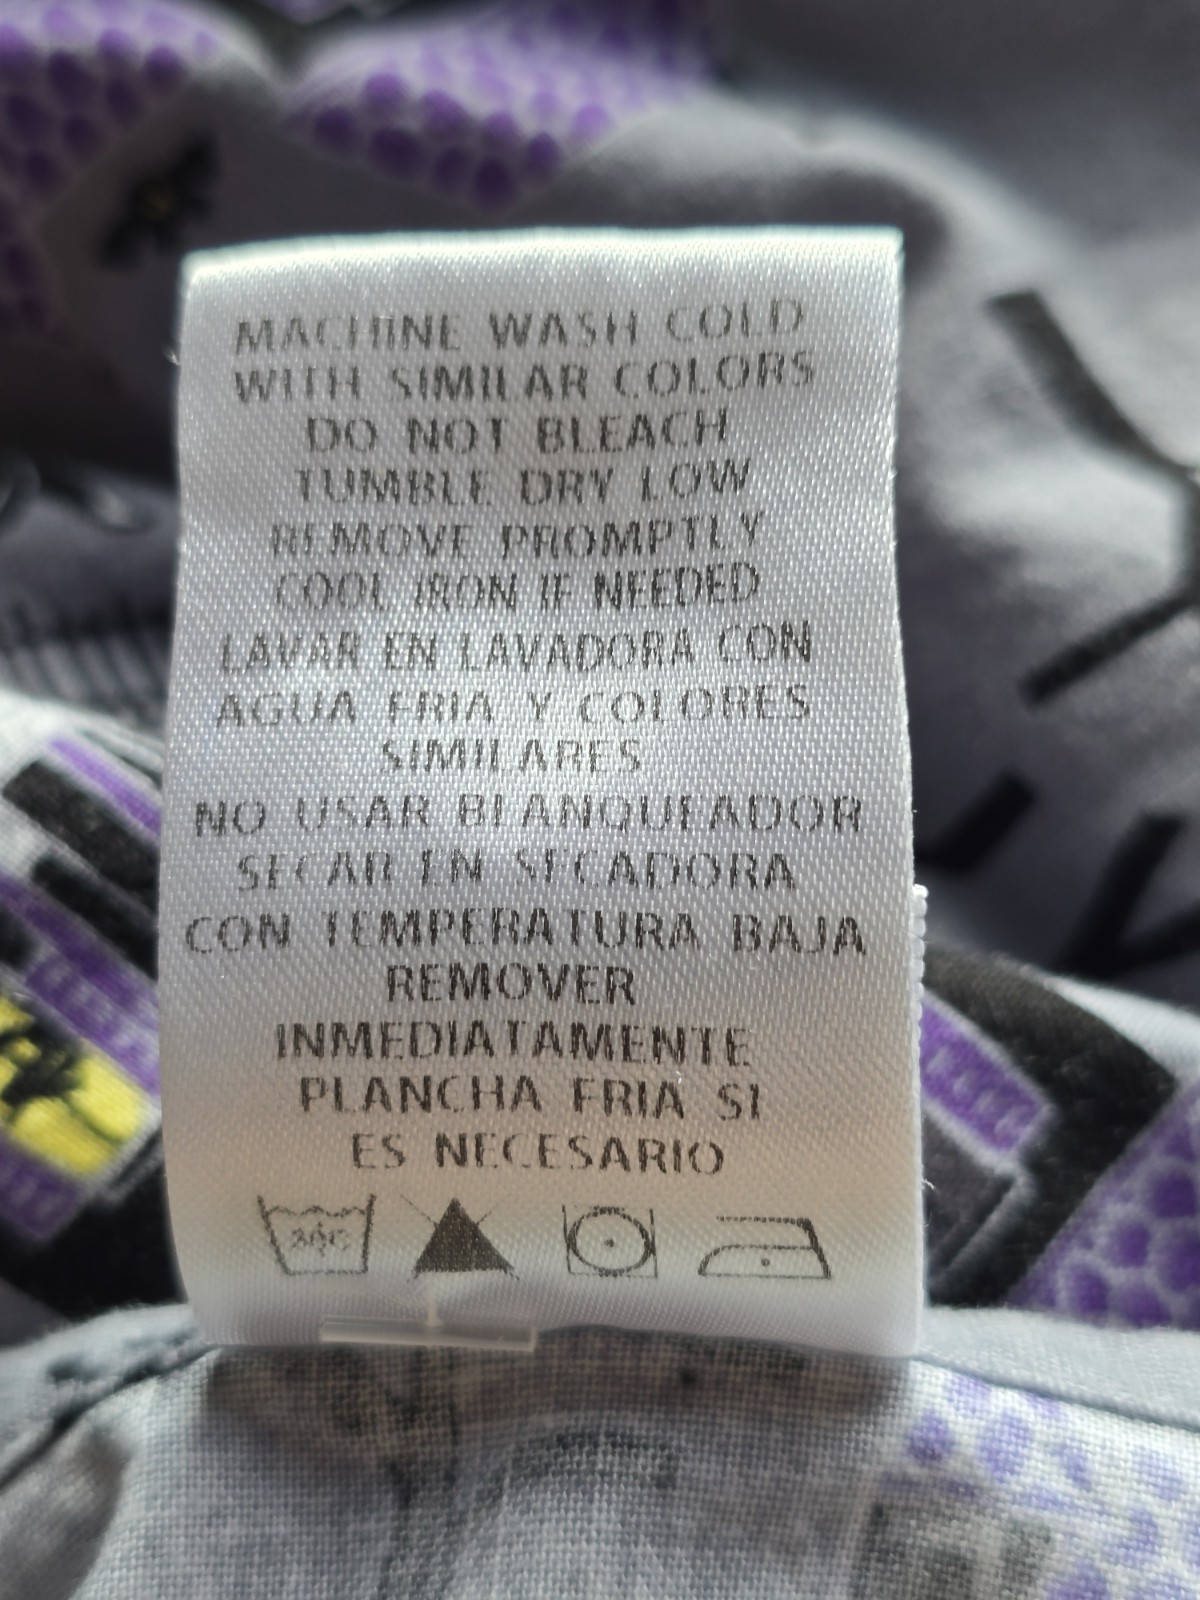 MACHINE WASH COLD
WITH SIMILAR COLORS
DO NOT BLEACH
TUMBLE DRY LOW
REMOVE PROMPTLY
COOL IRON IF NEEDED
LAVAR EN LAVADORA CON
AGUA FRIA Y COLORES
SIMILARES
NO USAR BLANQUEADOR
SECAR EN SECADORA
CON TEMPERATURA BAJA
REMOVER
INMEDIATAMENTE
PLANCHA FRIA SI
ES NECESARIO
30C